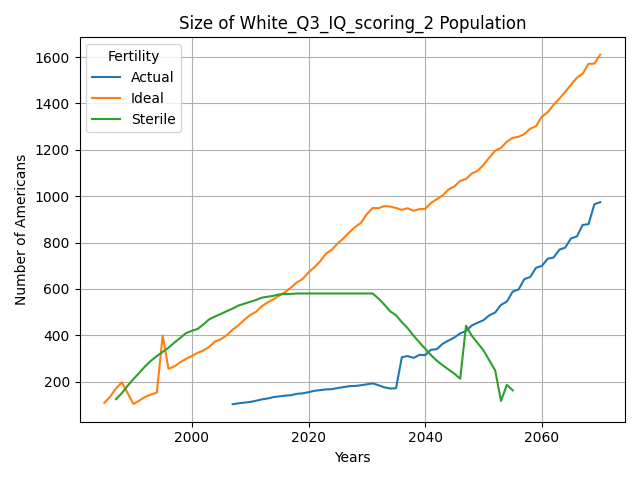 Size of White_Q3_IQ_scoring_2 Population
Fertility
Actual
Ideal
Sterile
Number of Americans
1600
1400
1200
1000
800
600
400
200
2000 2020 2040 2060
Years